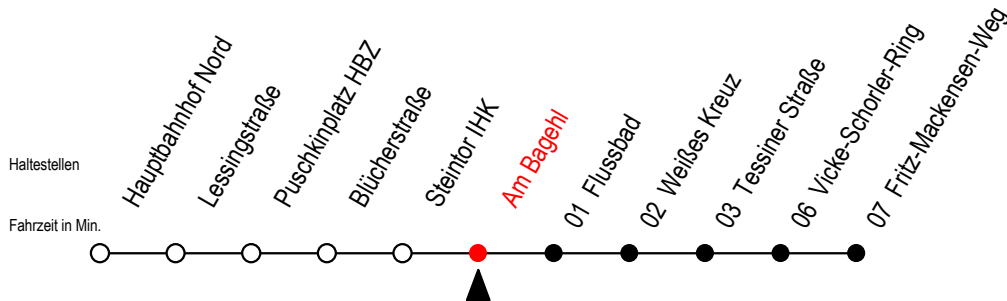 Haltestellen
Fahrzeit in Min.
Hauptbahnhof Nord
Lessingstraße
Puschkinplatz HBZ
Blücherstraße
Steintor IHK
Am Bagehl
01 Flussbad
02 Weißes Kreuz
03 Tessiner Straße
06 Vicke-Schorler-Ring
07 Fritz-Mackensen-Weg